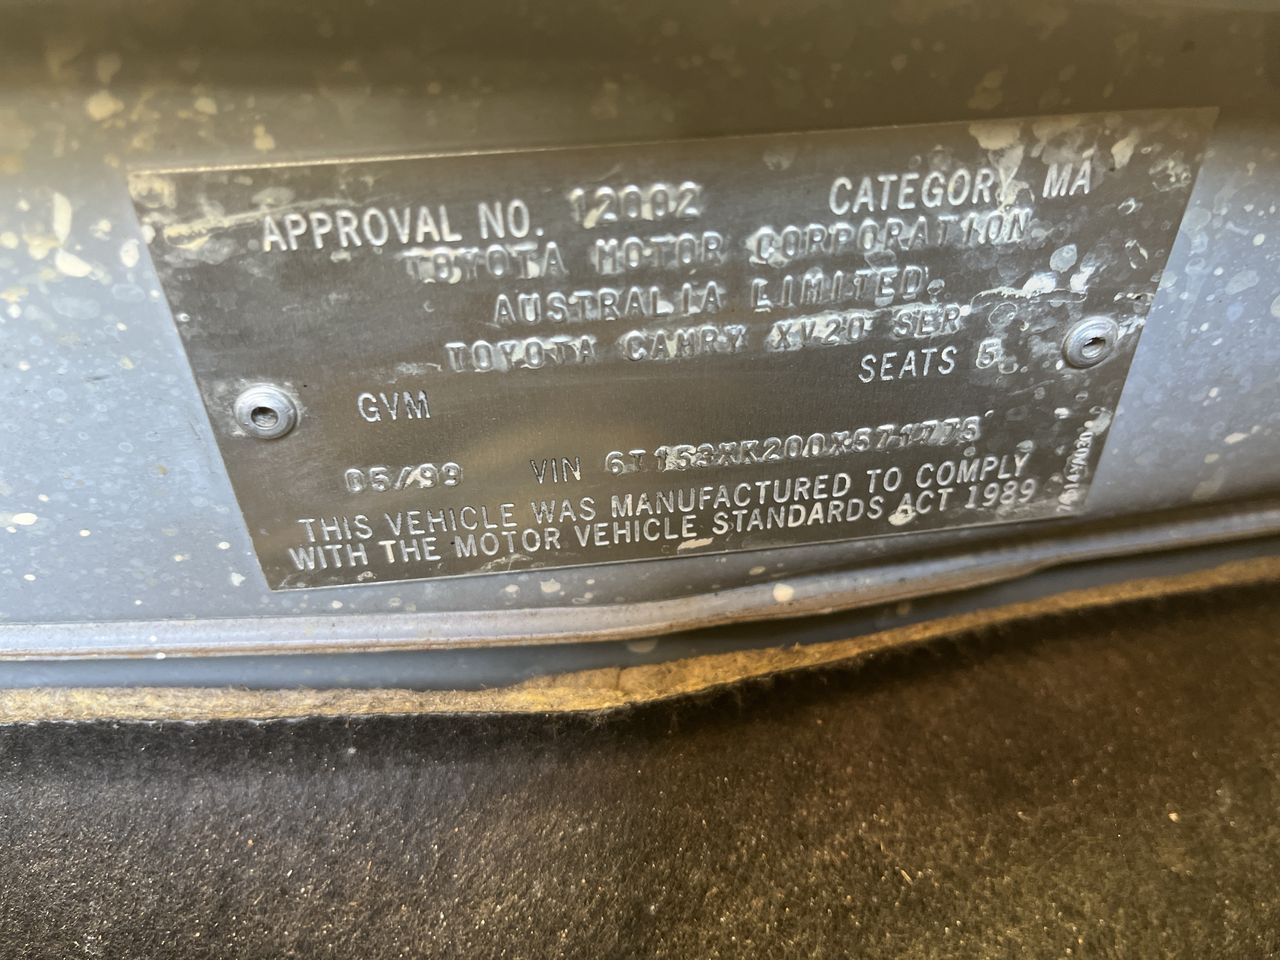 APPROVAL NO. 12002 CATEGORY MA
TOYOTA MOTOR CORPORATION
AUSTRALIA LIMITED.
TOYOTA CAMRY XV20 SER
SEATS 5
GVM
05/99 VIN 6T153XK200X571776
THIS VEHICLE WAS MANUFACTURED TO COMPLY
WITH THE MOTOR VEHICLE STANDARDS ACT 1989